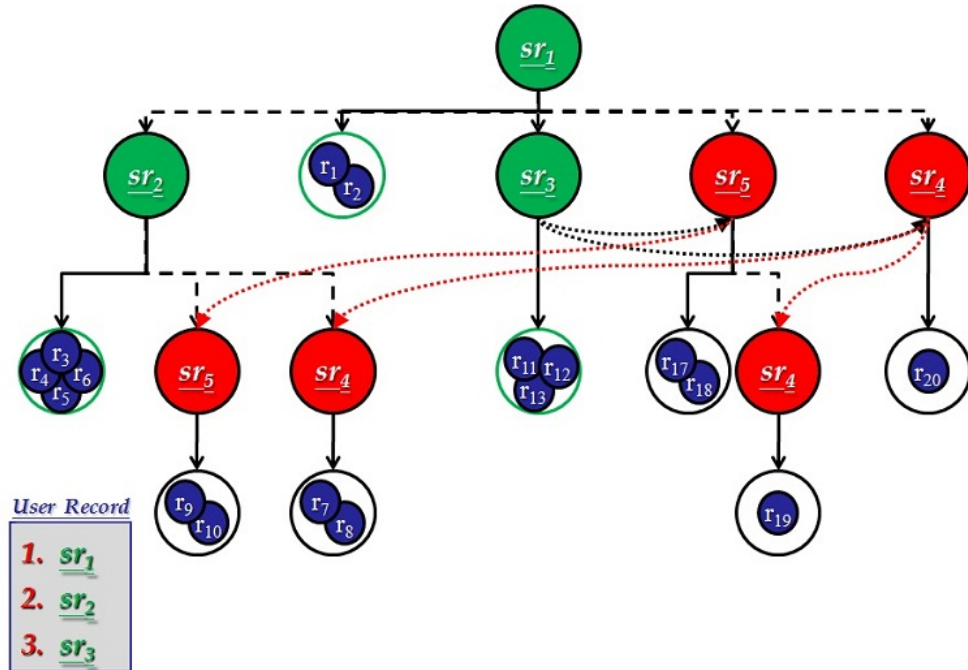 sr1
sr2
r1
r2
sr3
sr5
sr4
r3
r4
r6
r5
sr5
sr4
r11
r12
r13
r17
r18
sr4
r20
r9
r10
r7
r8
r19
User Record
1. sr1
2. sr2
3. sr3